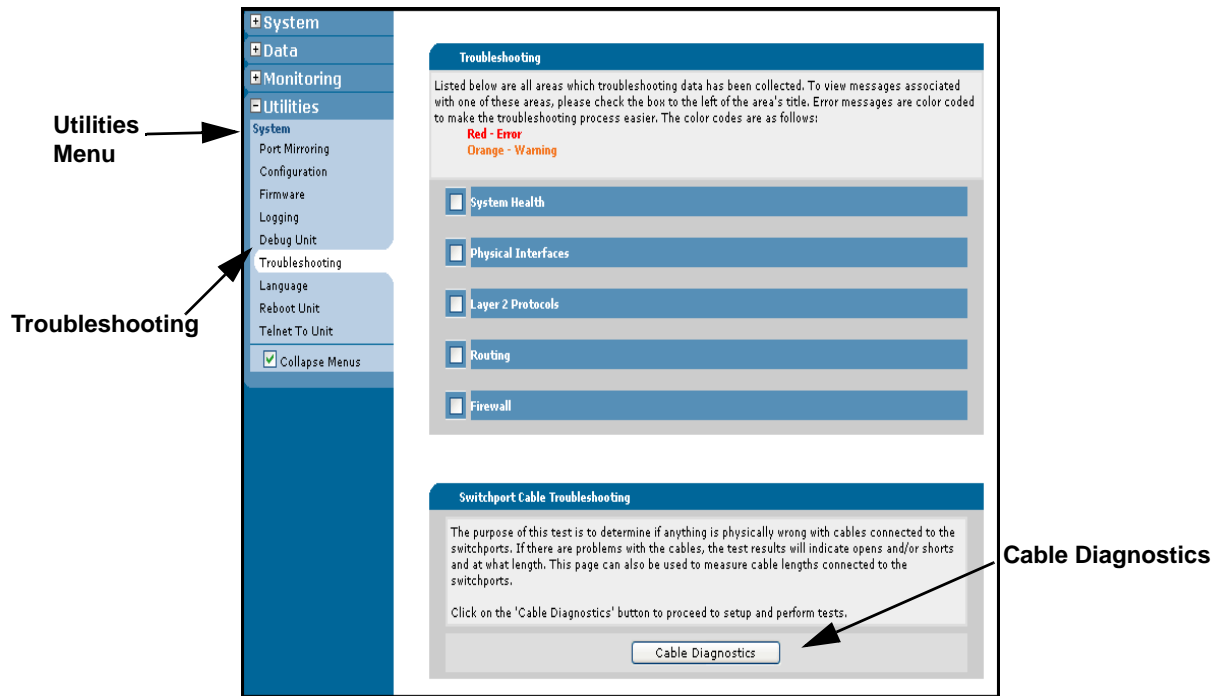 System
Data
Monitoring
Utilities
System
Port Mirroring
Configuration
Firmware
Logging
Debug Unit
Troubleshooting
Language
Reboot Unit
Telnet To Unit
Collapse Menus
Utilities
Menu
Troubleshooting
Troubleshooting
Listed below are all areas which troubleshooting data has been collected. To view messages associated
with one of these areas, please check the box to the left of the area's title. Error messages are color coded
to make the troubleshooting process easier. The color codes are as follows:
Red - Error
Orange - Warning
System Health
Physical Interfaces
Layer 2 Protocols
Routing
Firewall
Switchport Cable Troubleshooting
The purpose of this test is to determine if anything is physically wrong with cables connected to the
switchports. If there are problems with the cables, the test results will indicate opens and/or shorts
and at what length. This page can also be used to measure cable lengths connected to the
switchports.
Click on the 'Cable Diagnostics' button to proceed to setup and perform tests.
Cable Diagnostics
Cable Diagnostics